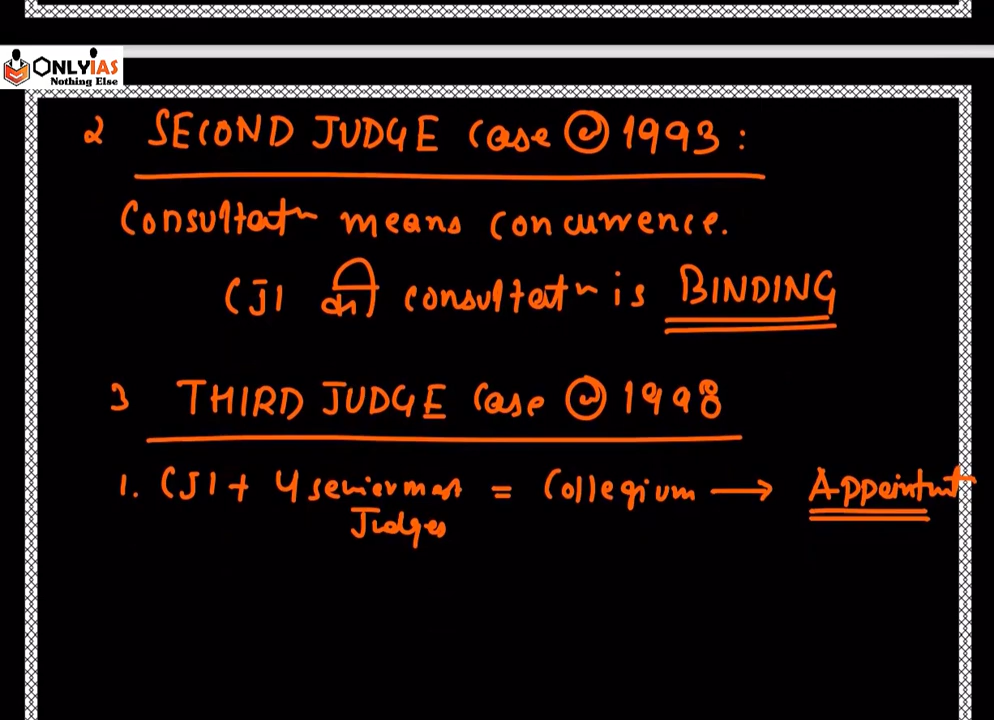 ONLYIAS
Nothing Else
2 SECOND JUDGE Case @ 1993 :
Consultatn means concurrence.
CJI की consultatn is BINDING
3 THIRD JUDGE Case @ 1998
1. CJI + 4 seniormost = Collegium → Appointmt
Judges